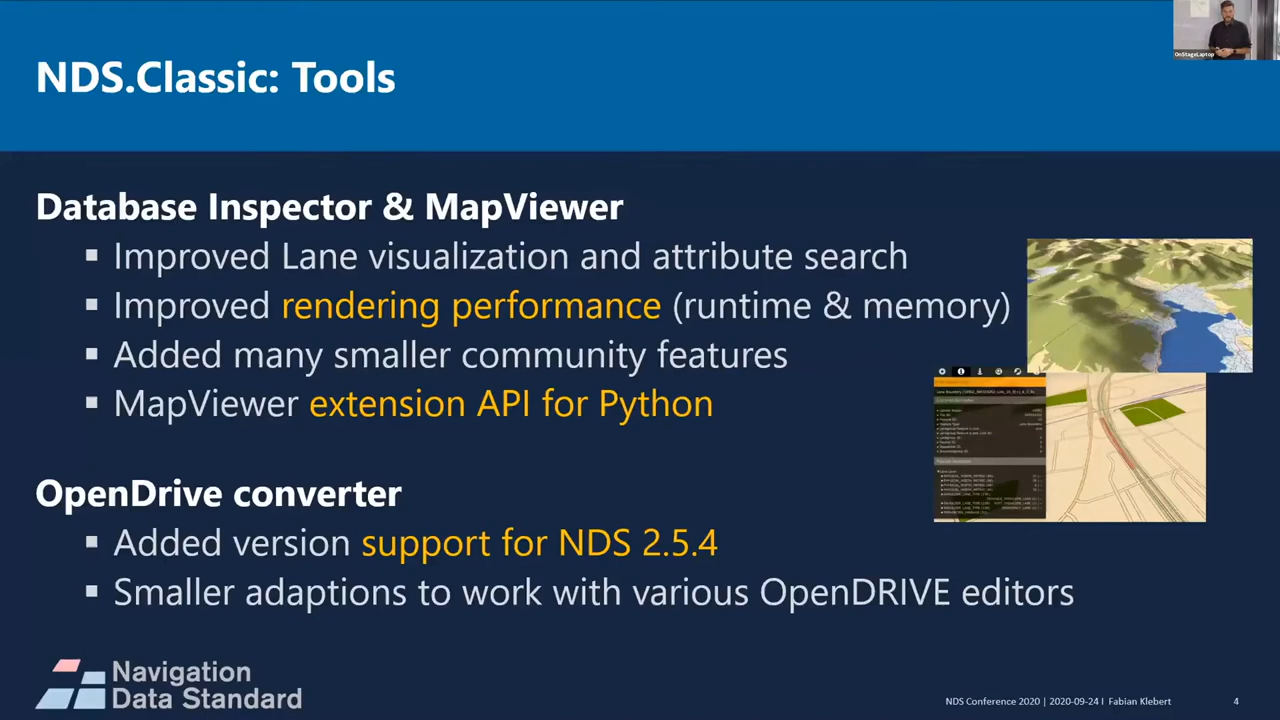 OnStageLaptop
NDS.Classic: Tools
Database Inspector & MapViewer
▪ Improved Lane visualization and attribute search
▪ Improved rendering performance (runtime & memory)
▪ Added many smaller community features
▪ MapViewer extension API for Python
OpenDrive converter
▪ Added version support for NDS 2.5.4
▪ Smaller adaptions to work with various OpenDRIVE editors
Navigation
Data Standard
NDS Conference 2020 | 2020-09-24 I Fabian Klebert
4